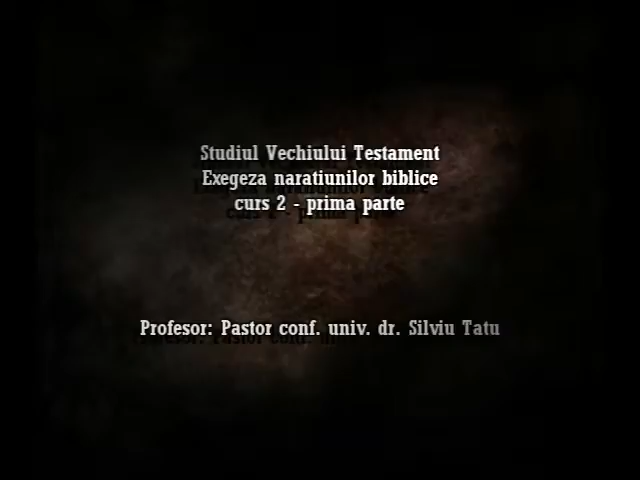 Studiul Vechiului Testament
Exegeza naratiunilor biblice
curs 2 - prima parte
Profesor: Pastor conf. univ. dr. Silviu Tatu